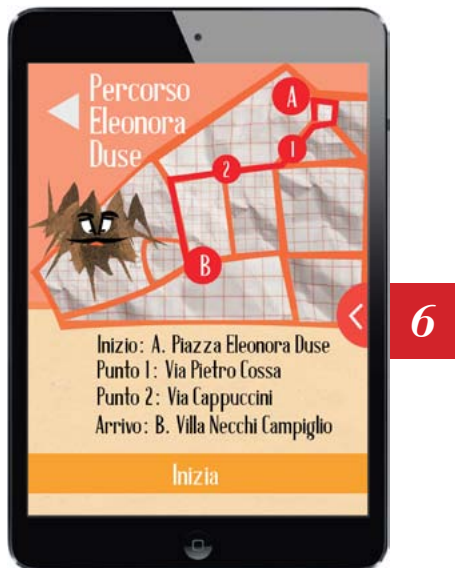 Percorso
Eleonora
Duse
A
1
2
B
6
Inizio: A. Piazza Eleonora Duse
Punto 1: Via Pietro Cossa
Punto 2: Via Cappuccini
Arrivo: B. Villa Necchi Campiglio
Inizia